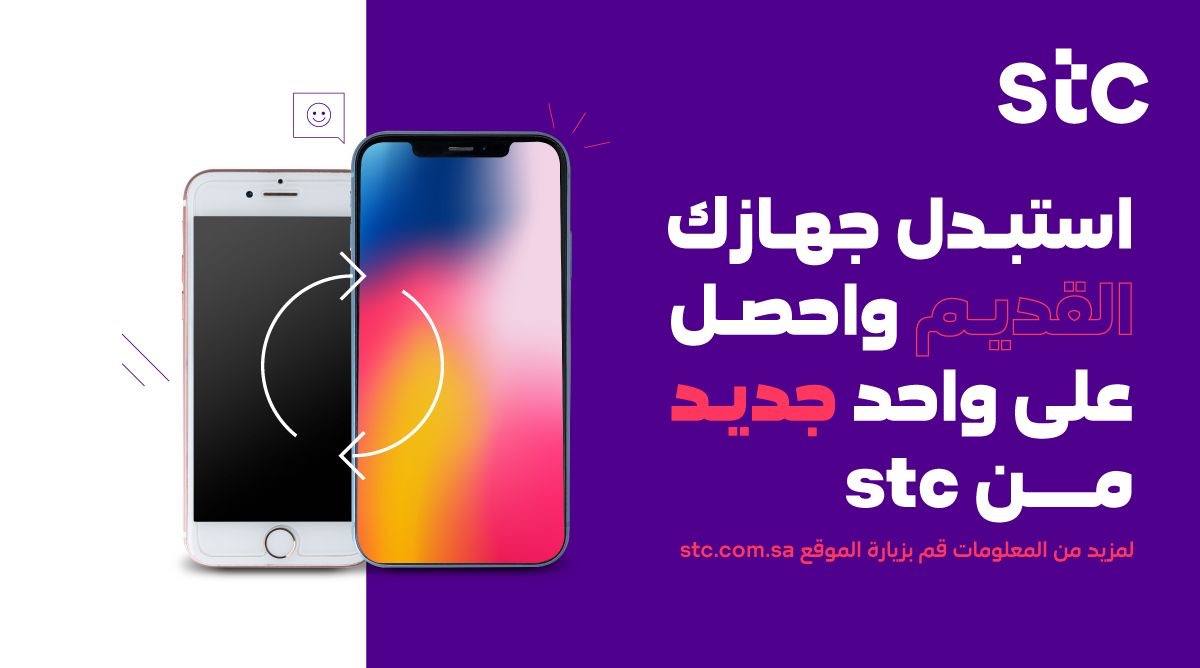 stc
استبدل جهازك
القديم واحصل
على واحد جديد
من stc
لمزيد من المعلومات قم بزيارة الموقع stc.com.sa